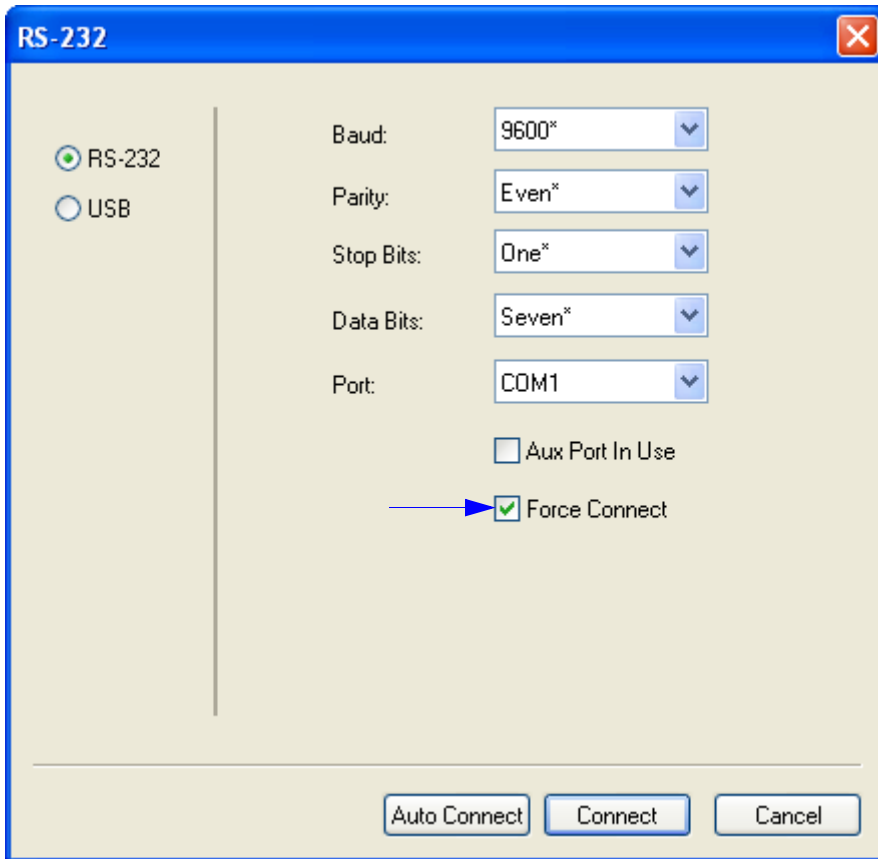 RS-232
RS-232
USB
Baud: 9600*
Parity: Even*
Stop Bits: One*
Data Bits: Seven*
Port: COM1
Aux Port In Use
Force Connect
Auto Connect Connect Cancel